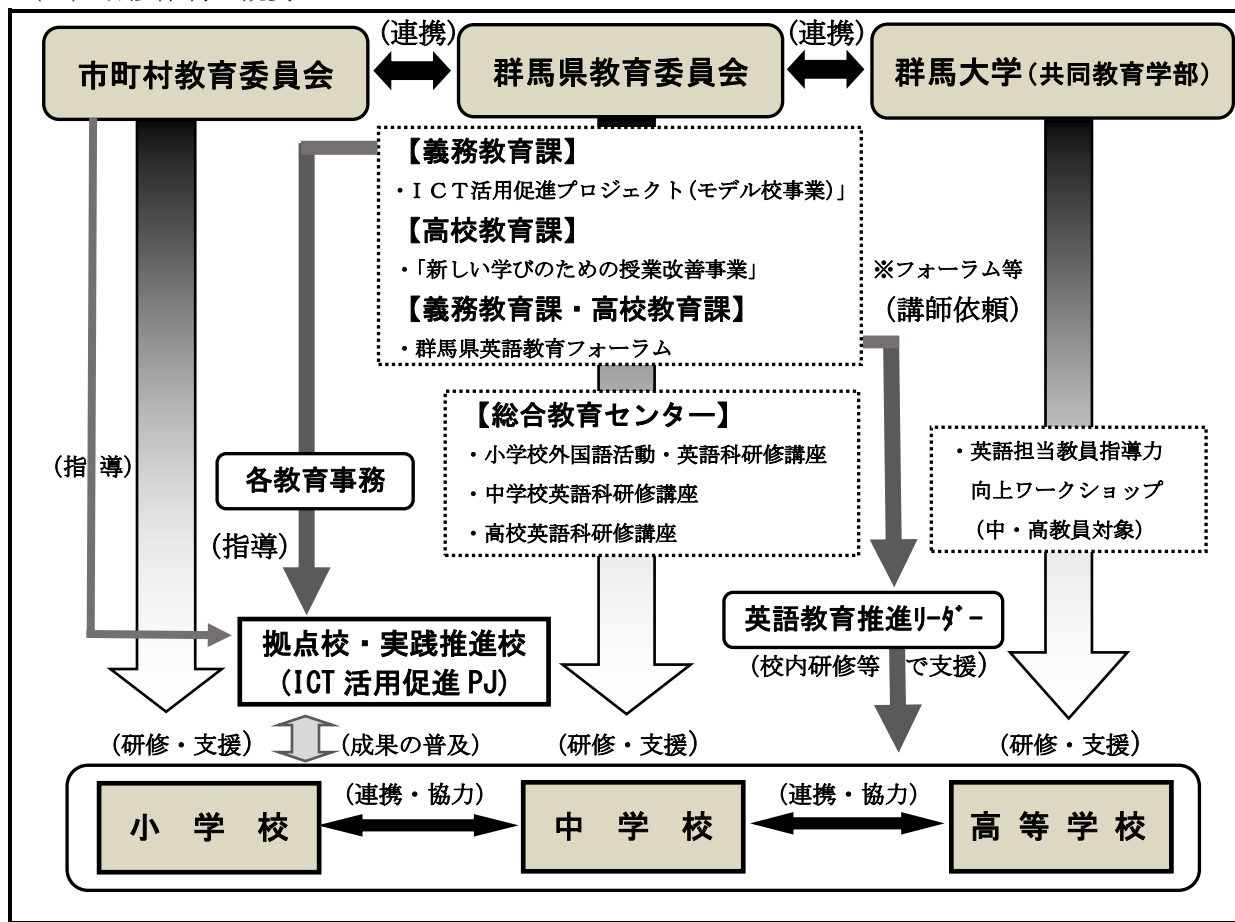 (連携)
(連携)
市町村教育委員会
群馬県教育委員会
群馬大学(共同教育学部)
【義務教育課】
・ＩＣＴ活用促進プロジェクト(モデル校事業)」
【高校教育課】
・「新しい学びのための授業改善事業」
【義務教育課・高校教育課】
・群馬県英語教育フォーラム
※フォーラム等
(講師依頼)
【総合教育センター】
・小学校外国語活動・英語科研修講座
・中学校英語科研修講座
・高校英語科研修講座
(指 導)
各教育事務
(指導)
・英語担当教員指導力
向上ワークショップ
(中・高教員対象)
拠点校・実践推進校
(ICT 活用促進 PJ)
英語教育推進ﾘｰﾀﾞｰ
(校内研修等 で支援)
(研修・支援)
(成果の普及)
(研修・支援)
(研修・支援)
(連携・協力)
(連携・協力)
小 学 校
中 学 校
高 等 学 校